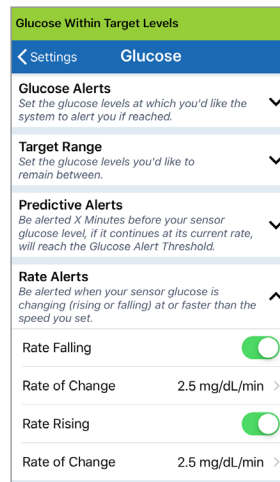 Glucose Within Target Levels
Settings Glucose
Glucose Alerts
Set the glucose levels at which you'd like the
system to alert you if reached.
Target Range
Set the glucose levels you'd like to
remain between.
Predictive Alerts
Be alerted X Minutes before your sensor
glucose level, if it continues at its current rate,
will reach the Glucose Alert Threshold.
Rate Alerts
Be alerted when your sensor glucose is
changing (rising or falling) at or faster than the
speed you set.
Rate Falling
Rate of Change 2.5 mg/dL/min
Rate Rising
Rate of Change 2.5 mg/dL/min